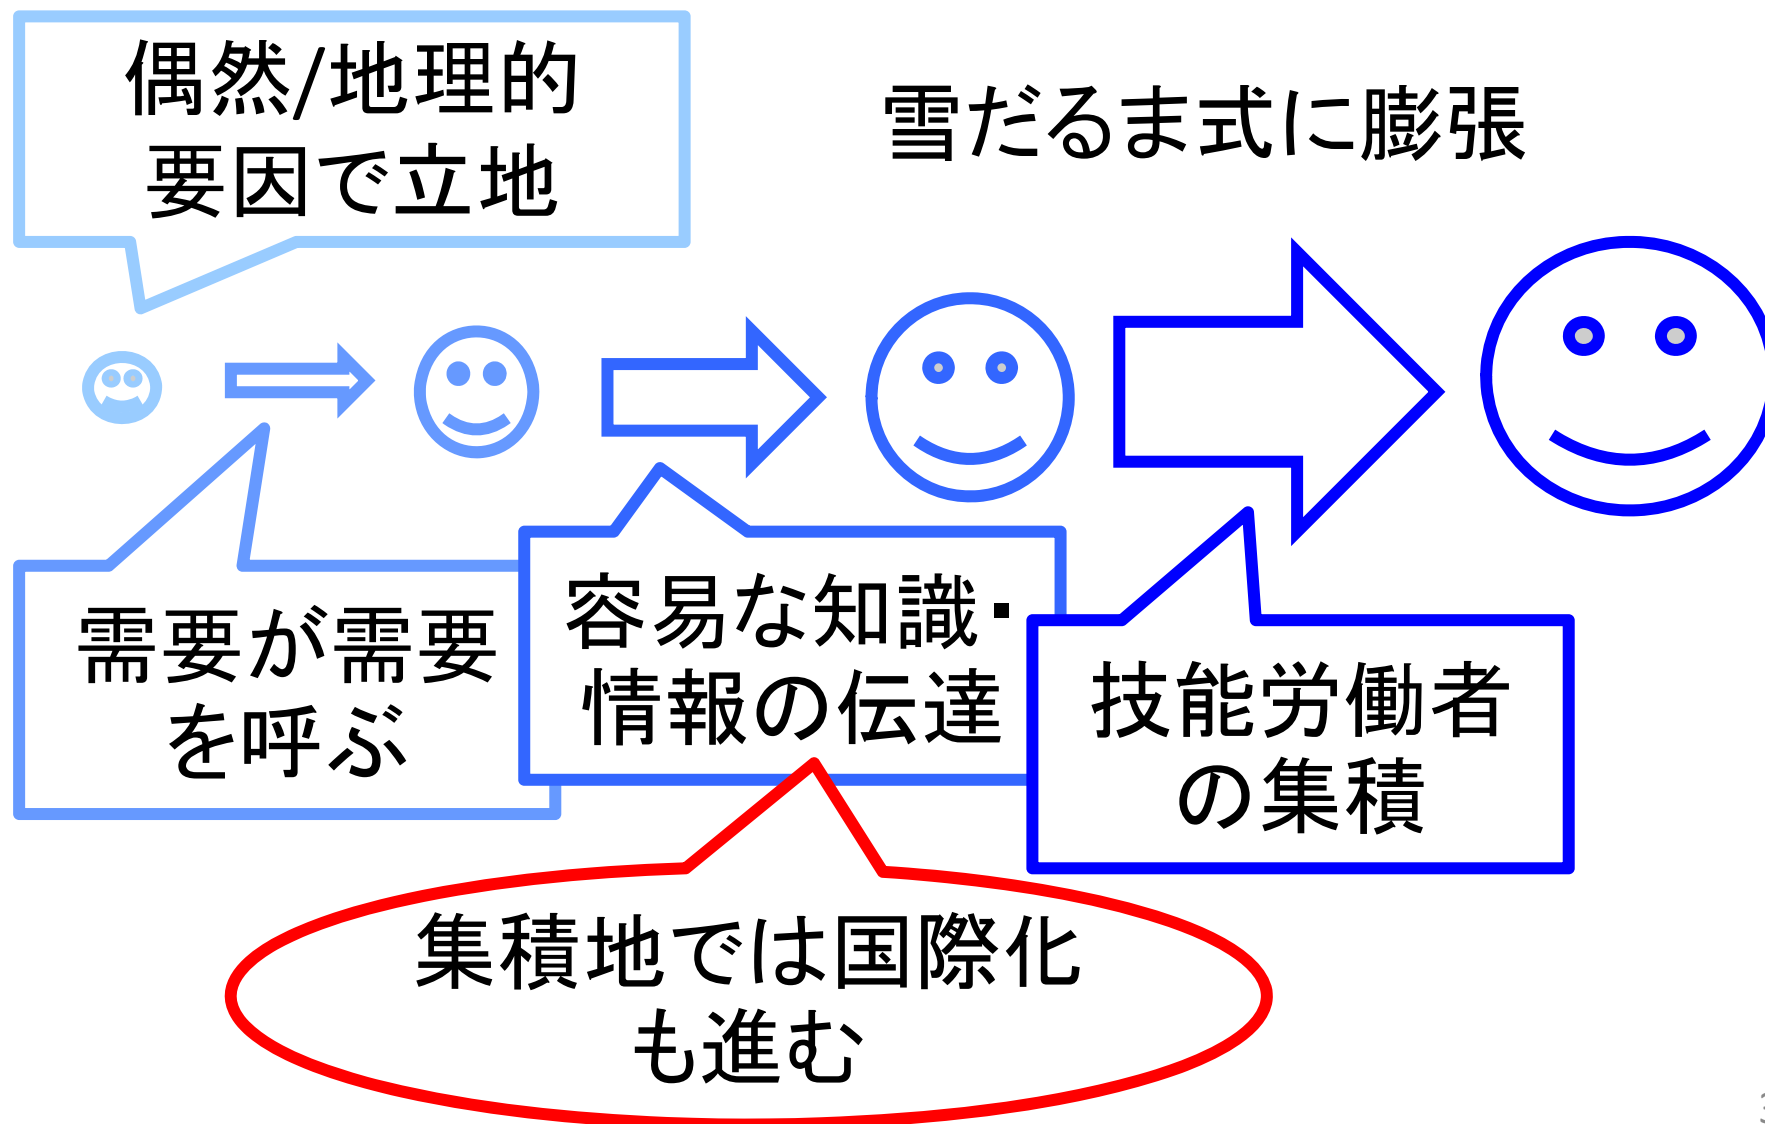 偶然/地理的
要因で立地
雪だるま式に膨張
需要が需要
を呼ぶ
容易な知識・
情報の伝達
技能労働者
の集積
集積地では国際化
も進む